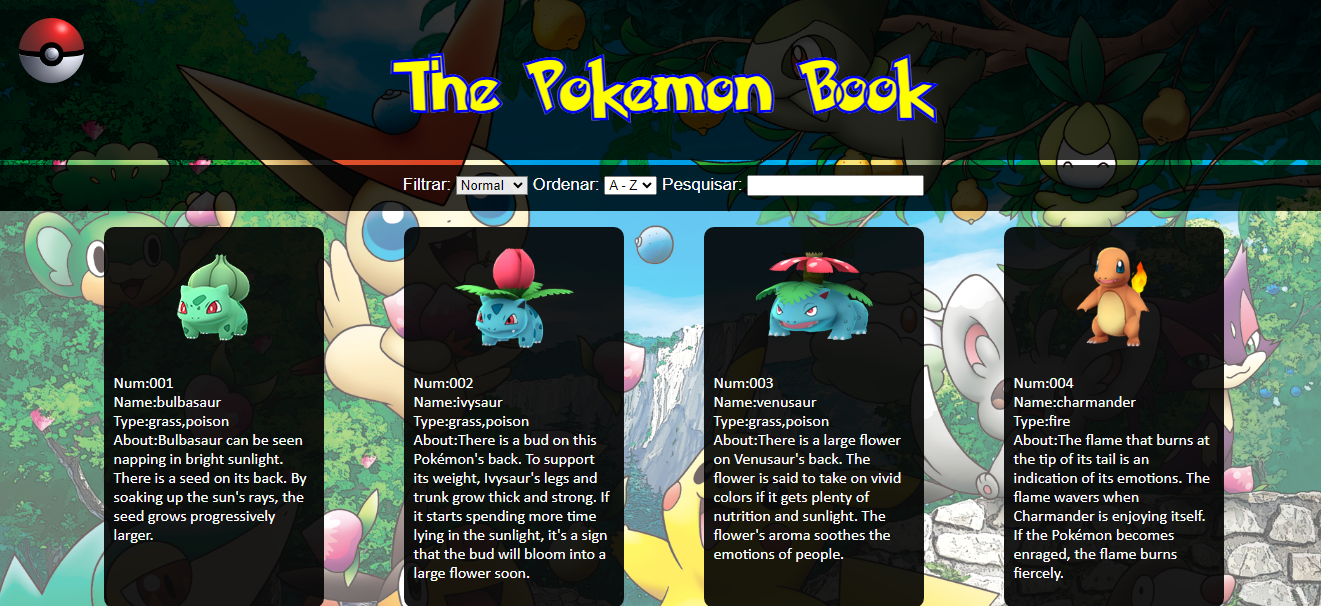 The Pokemon Book
Filtrar: Normal Ordenar: A - Z Pesquisar:
Num:001
Name:bulbasaur
Type:grass,poison
About:Bulbasaur can be seen
napping in bright sunlight.
There is a seed on its back. By
soaking up the sun's rays, the
seed grows progressively
larger.
Num:002
Name:ivysaur
Type:grass,poison
About:There is a bud on this
Pokémon's back. To support
its weight, Ivysaur's legs and
trunk grow thick and strong. If
it starts spending more time
lying in the sunlight, it's a sign
that the bud will bloom into a
large flower soon.
Num:003
Name:venusaur
Type:grass,poison
About:There is a large flower
on Venusaur's back. The
flower is said to take on vivid
colors if it gets plenty of
nutrition and sunlight. The
flower's aroma soothes the
emotions of people.
Num:004
Name:charmander
Type:fire
About:The flame that burns at
the tip of its tail is an
indication of its emotions. The
flame wavers when
Charmander is enjoying itself.
If the Pokémon becomes
enraged, the flame burns
fiercely.